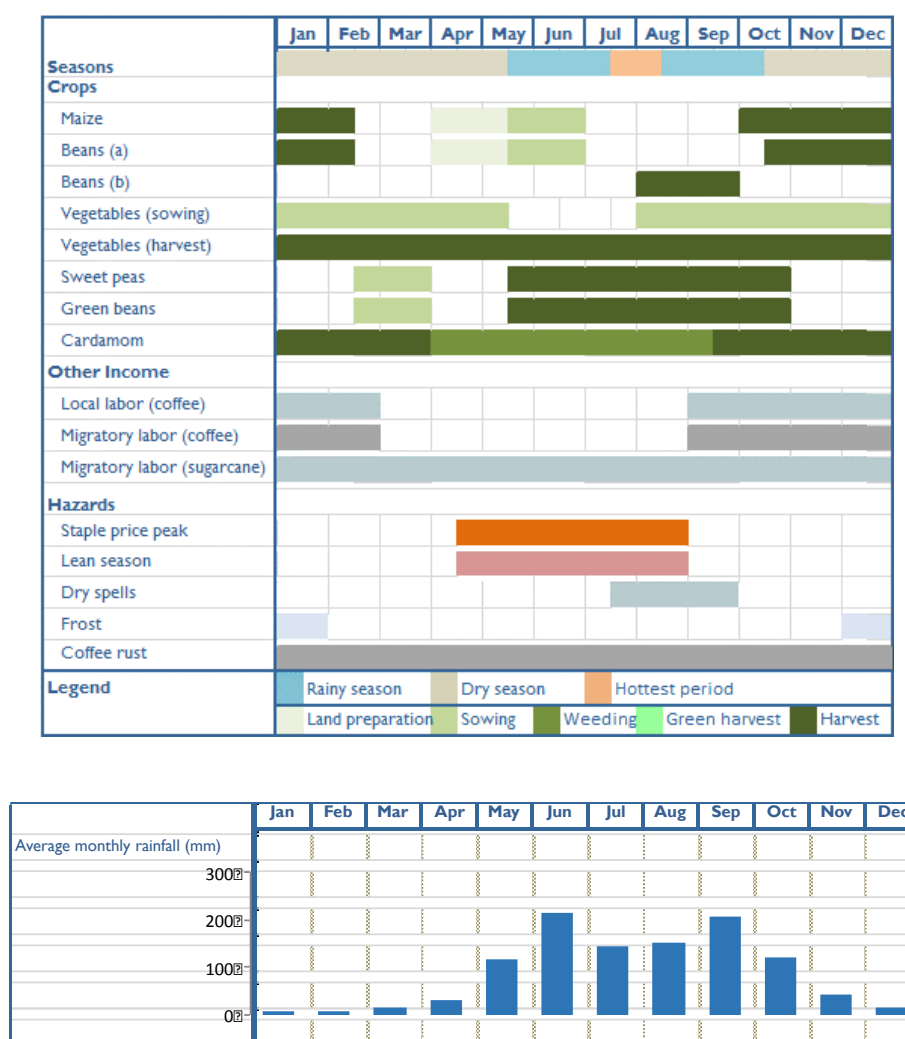 Jan Feb Mar Apr May Jun Jul Aug Sep Oct Nov Dec
Seasons
Crops
Maize
Beans (a)
Beans (b)
Vegetables (sowing)
Vegetables (harvest)
Sweet peas
Green beans
Cardamom
Other Income
Local labor (coffee)
Migratory labor (coffee)
Migratory labor (sugarcane)
Hazards
Staple price peak
Lean season
Dry spells
Frost
Coffee rust
Legend Rainy season Dry season Hottest period
Land preparation Sowing Weeding Green harvest Harvest
Jan Feb Mar Apr May Jun Jul Aug Sep Oct Nov Dec
Average monthly rainfall (mm)
300
200
100
0